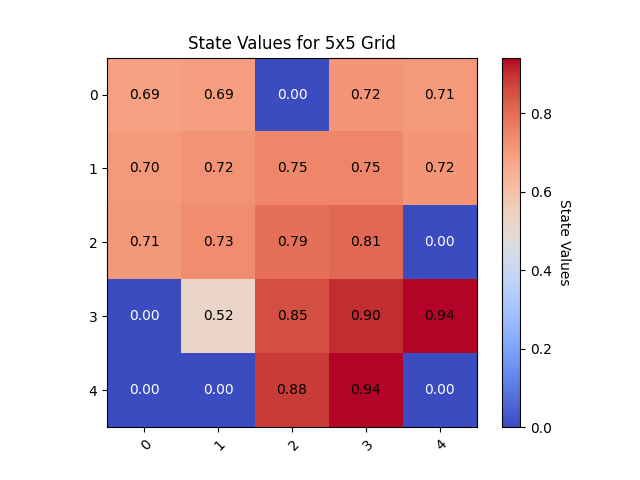 State Values for 5x5 Grid
0 0.69 0.69 0.00 0.72 0.71
1 0.70 0.72 0.75 0.75 0.72
2 0.71 0.73 0.79 0.81 0.00
3 0.00 0.52 0.85 0.90 0.94
4 0.00 0.00 0.88 0.94 0.00
0 1 2 3 4
0.8
0.6
0.4
0.2
0.0
State Values